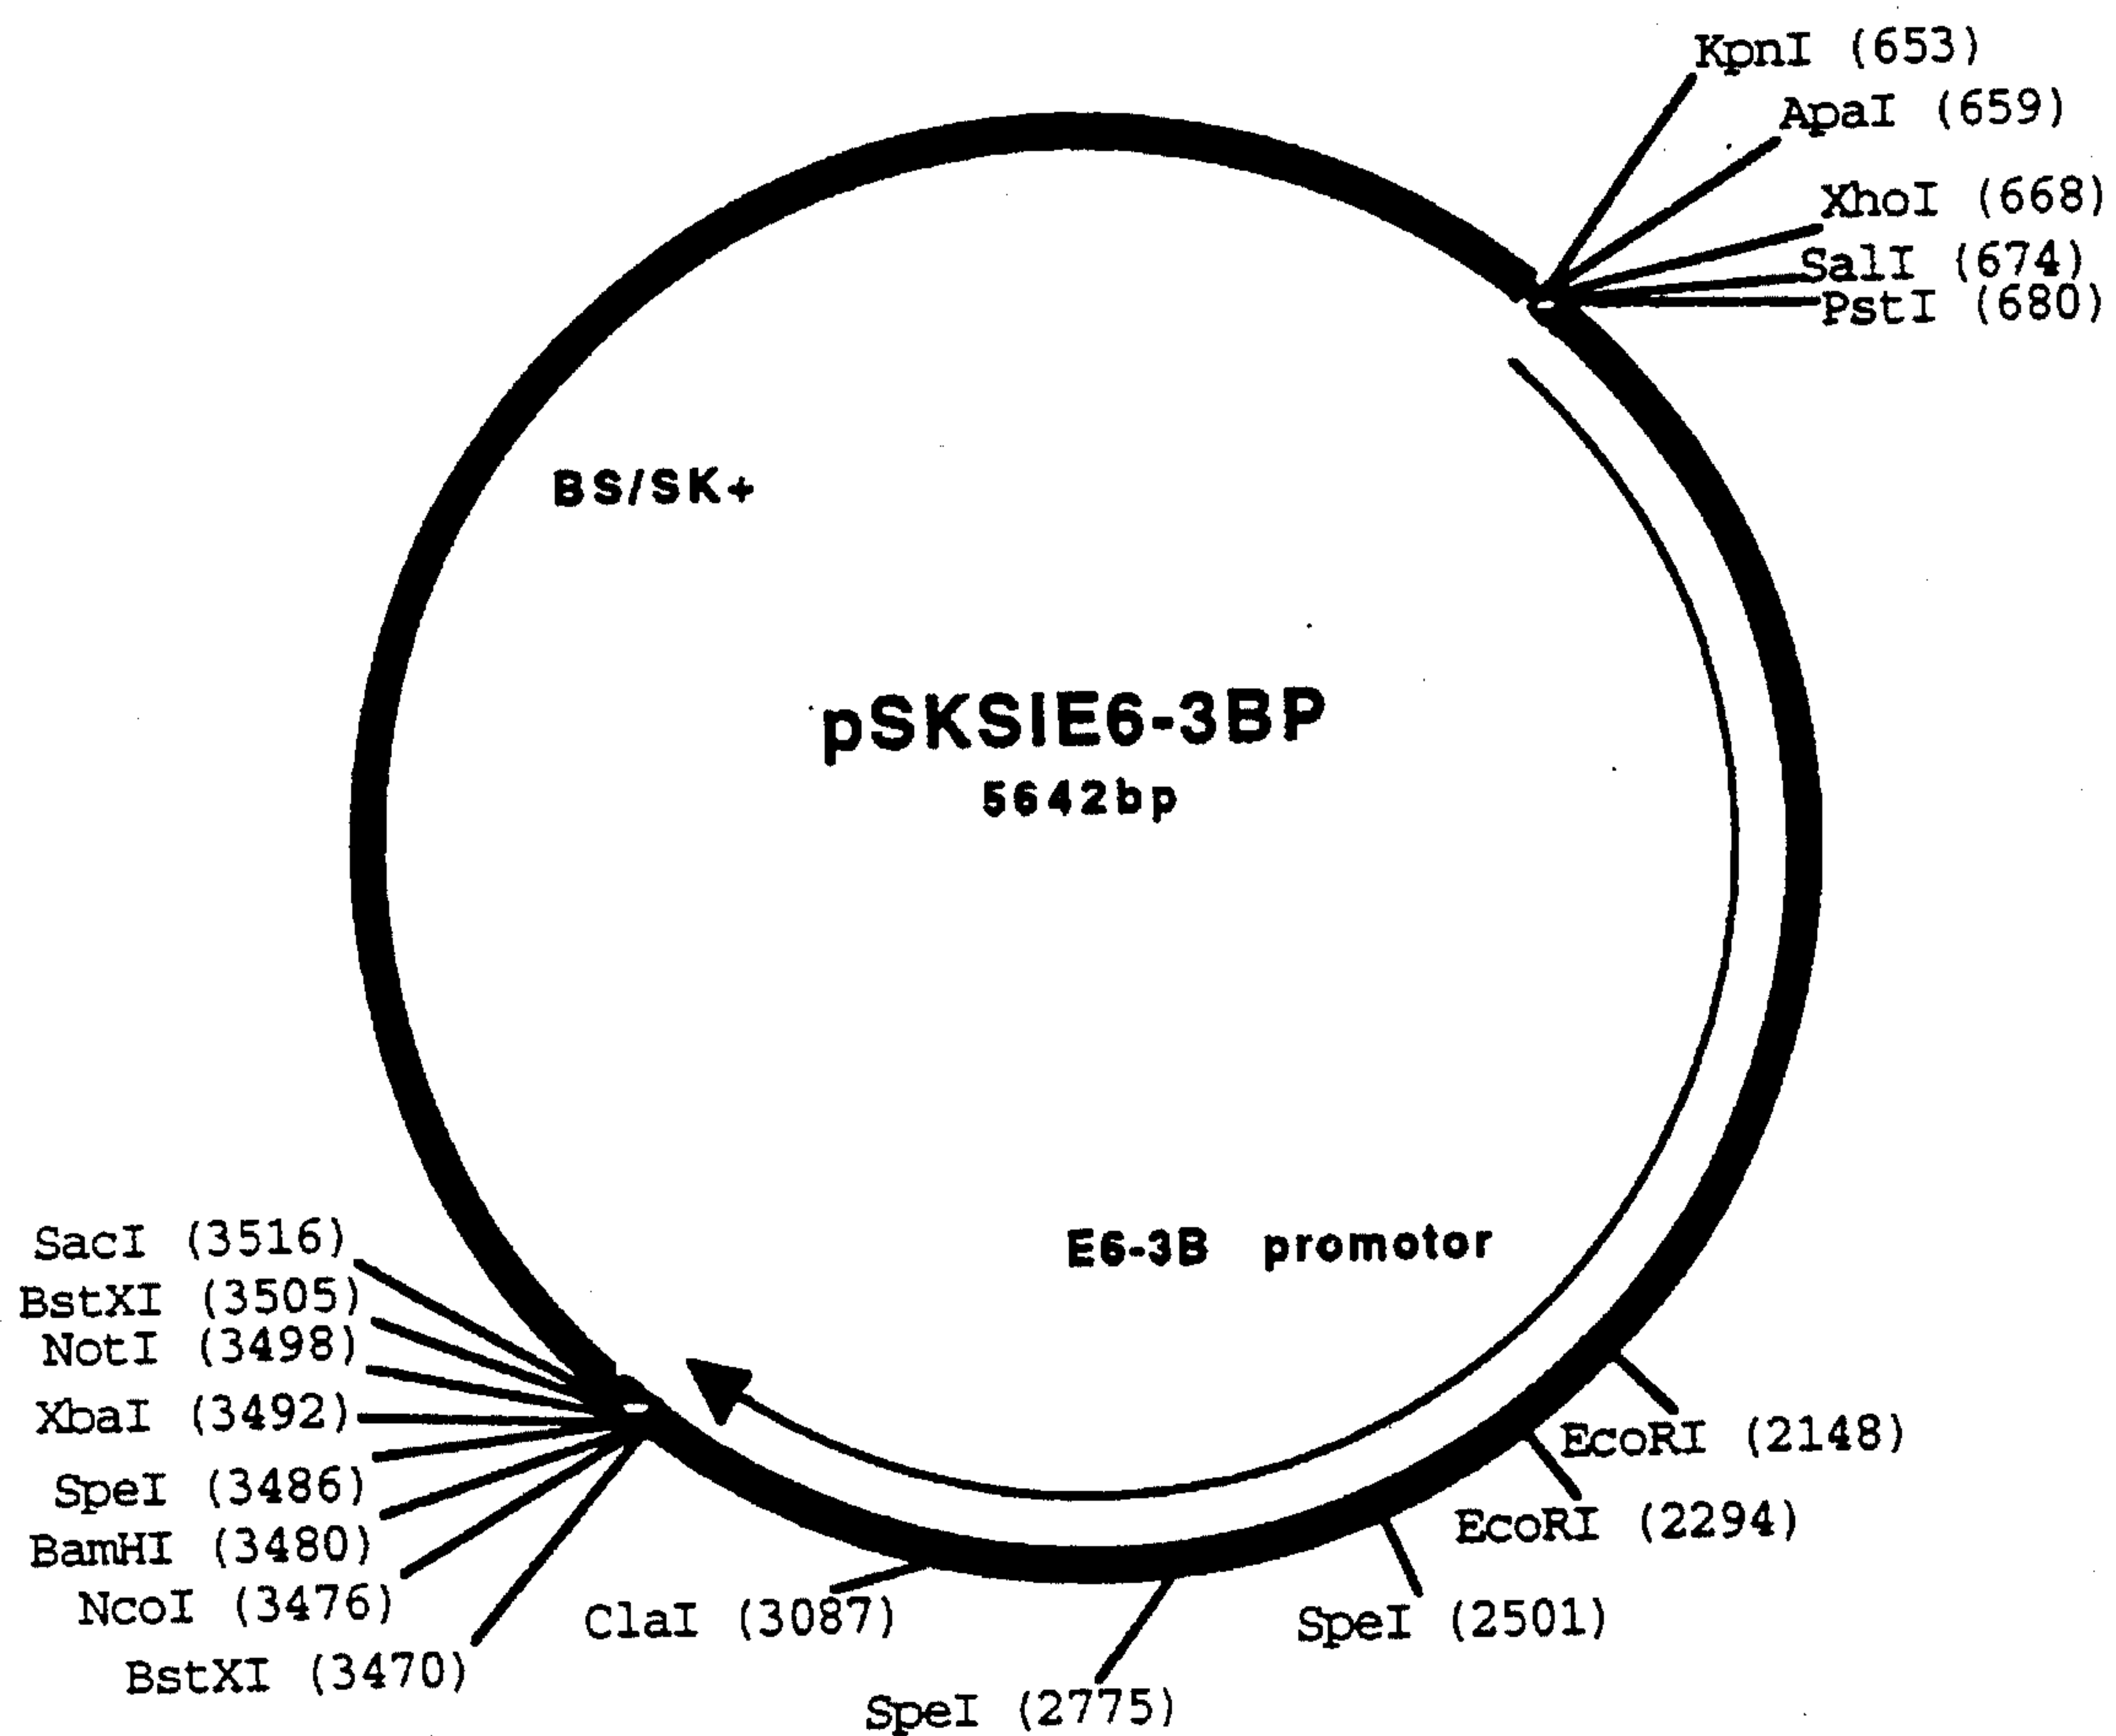 KpnI (653)
ApaI (659)
XhoI (668)
SalI (674)
PstI (680)
BS/SK+
pSKSIE6-3BP
5642bp
E6-3B promotor
SacI (3516)
BstXI (3505)
NotI (3498)
XbaI (3492)
SpeI (3486)
BamHI (3480)
NcoI (3476)
BstXI (3470)
ClaI (3087)
SpeI (2775)
SpeI (2501)
EcoRI (2294)
EcoRI (2148)